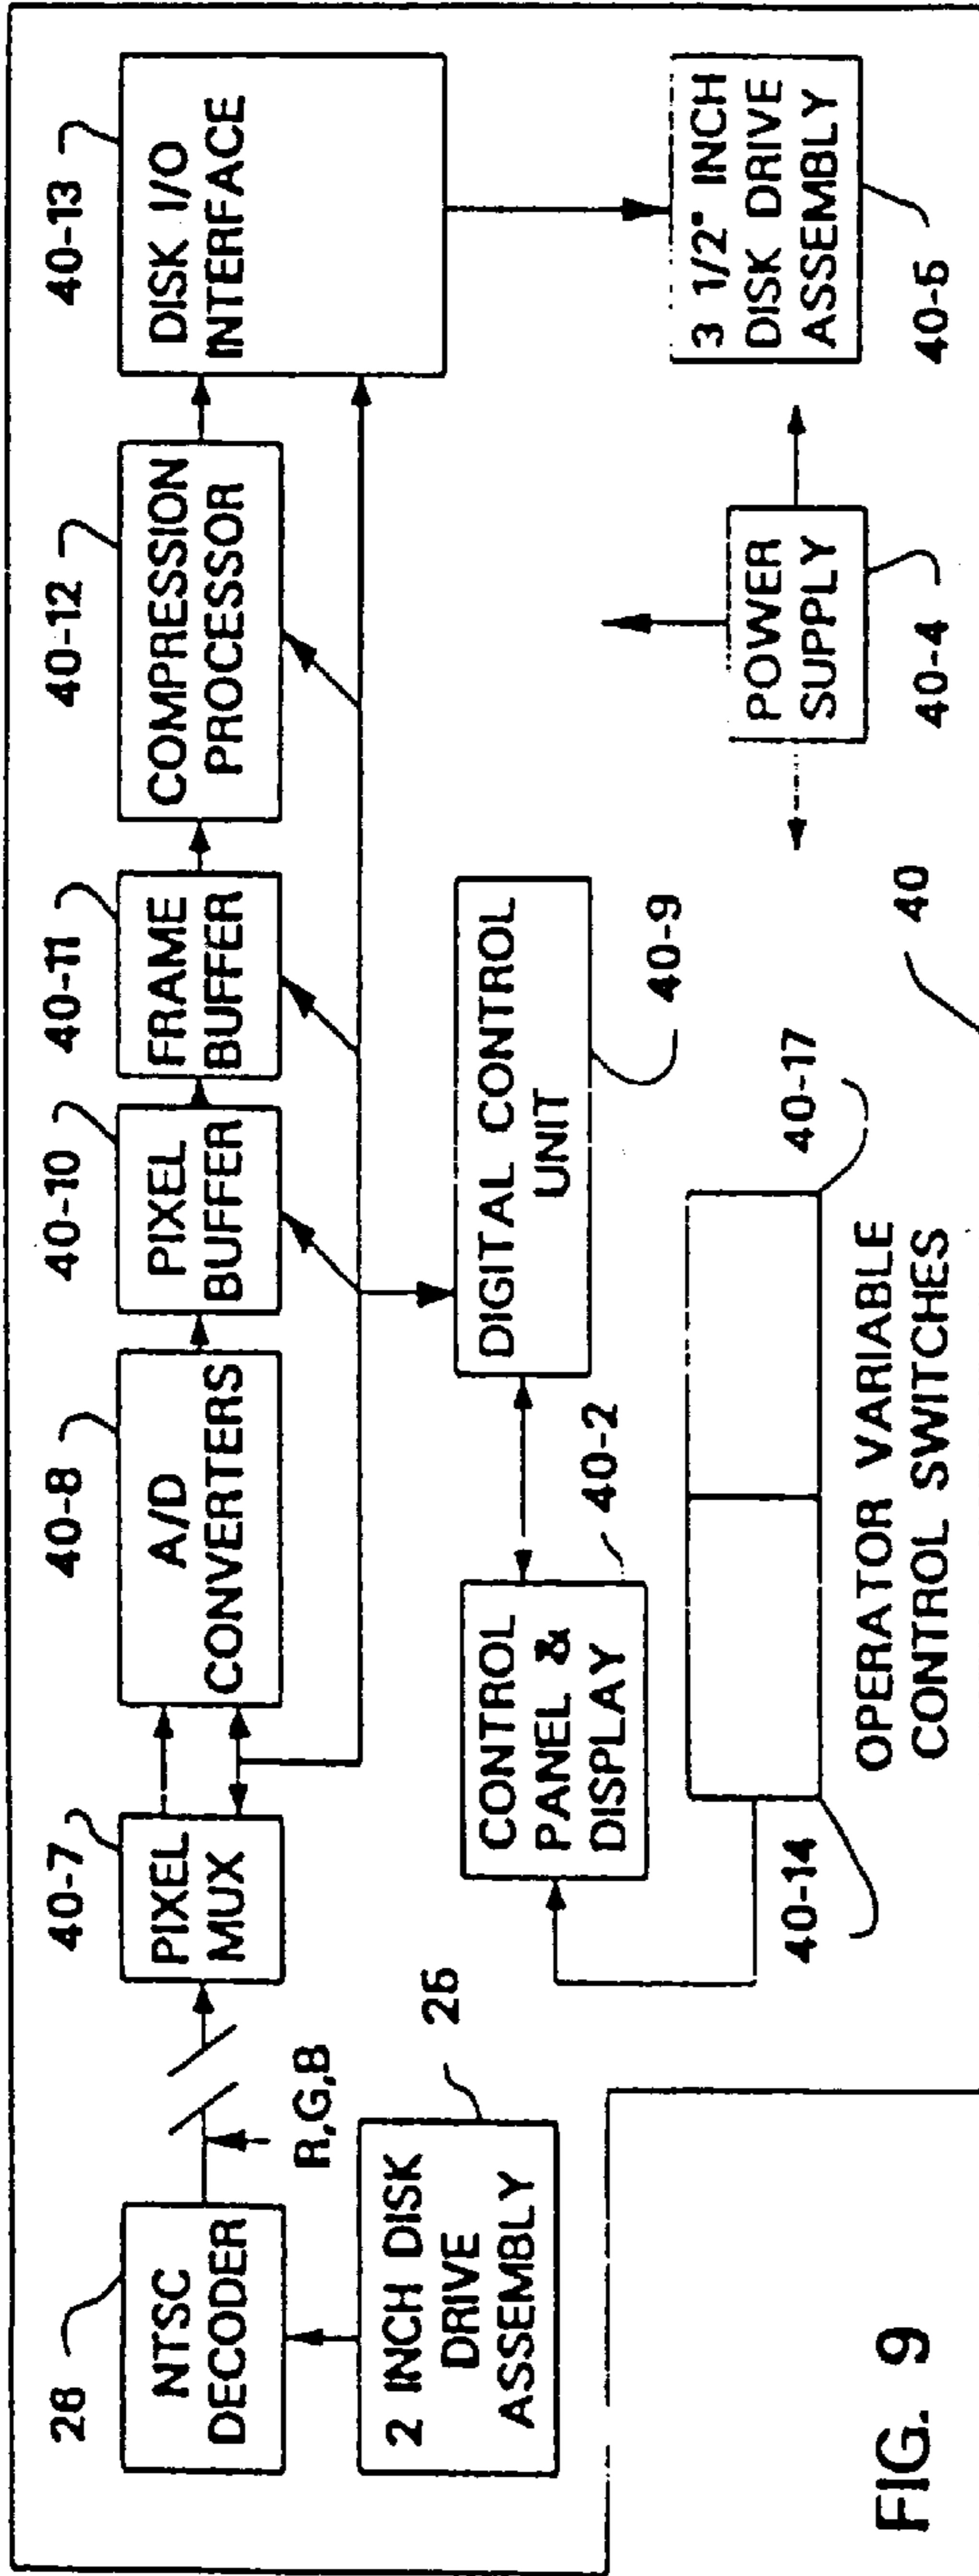 40-7
40-8
40-10
40-11
40-12
40-13
26
NTSC
DECODER
R,G,B
PIXEL
MUX
A/D
CONVERTERS
PIXEL
BUFFER
FRAME
BUFFER
COMPRESSION
PROCESSOR
DISK I/O
INTERFACE
2 INCH DISK
DRIVE
ASSEMBLY
25
CONTROL
PANEL &
DISPLAY
40-2
DIGITAL CONTROL
UNIT
40-9
3 1/2" INCH
DISK DRIVE
ASSEMBLY
40-5
POWER
SUPPLY
40-4
40-14
40-17
OPERATOR VARIABLE
CONTROL SWITCHES
40
FIG. 9